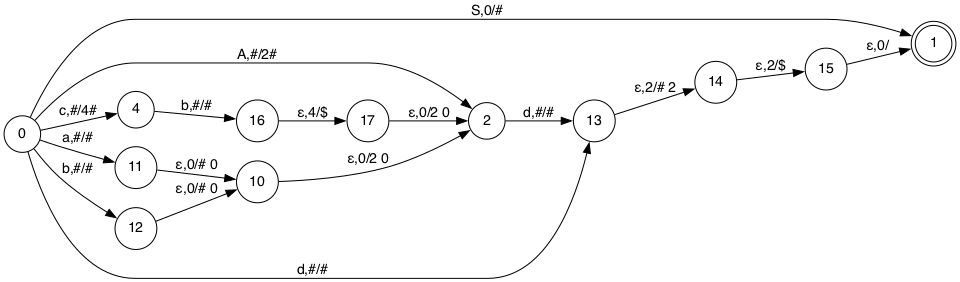 S,0/#
1
ε,0/
A,#/2#
ε,2/$
15
ε,2/# 2
14
c,#/4#
4
b,#/#
16
ε,4/$
17
ε,0/2 0
2
d,#/#
13
0
a,#/#
11
ε,0/# 0
10
ε,0/2 0
b,#/#
ε,0/# 0
12
d,#/#